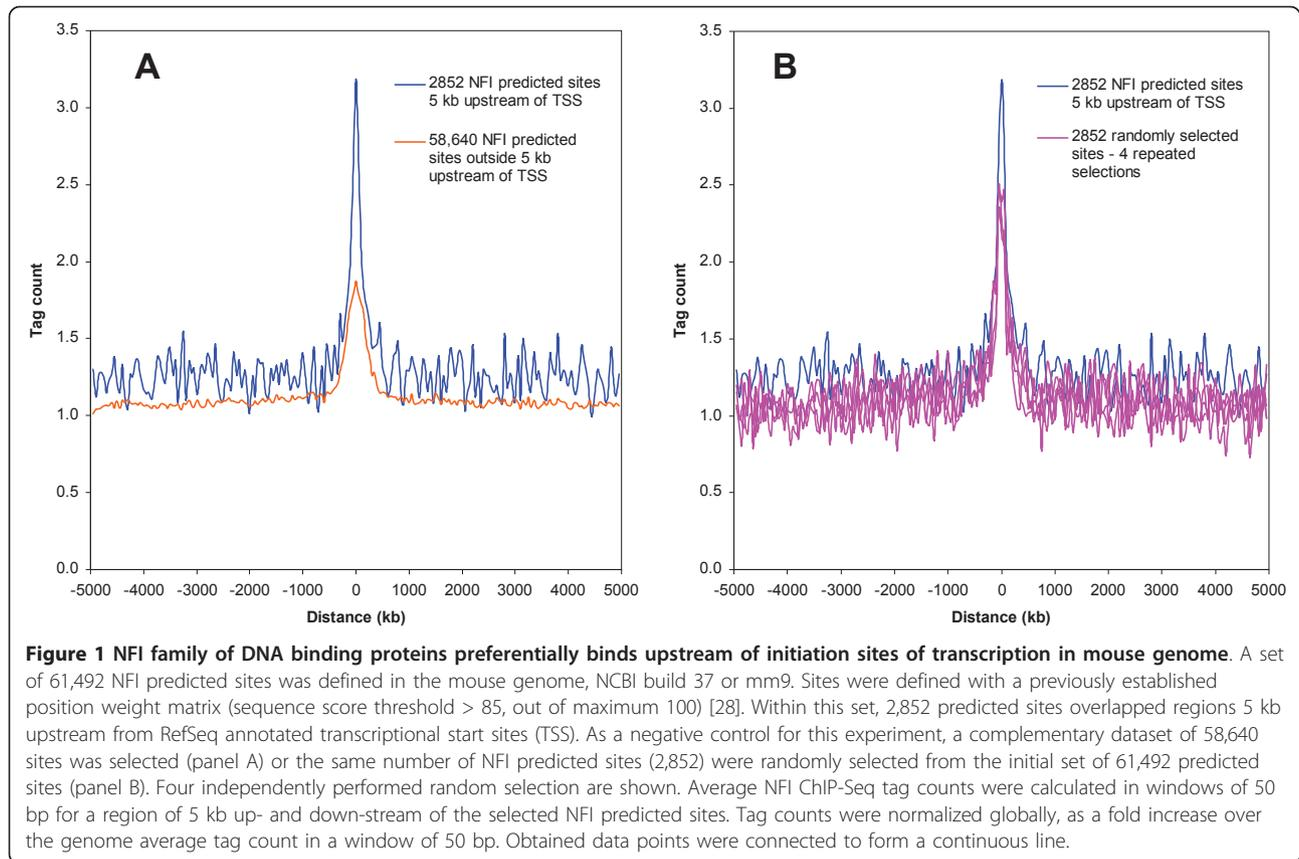 A
3.5
3.0
2.5
2.0
1.5
1.0
0.5
0.0
Tag count
2852 NFI predicted sites
5 kb upstream of TSS
58,640 NFI predicted
sites outside 5 kb
upstream of TSS
-5000 -4000 -3000 -2000 -1000 0 1000 2000 3000 4000 5000
Distance (kb)
B
3.5
3.0
2.5
2.0
1.5
1.0
0.5
0.0
Tag count
2852 NFI predicted sites
5 kb upstream of TSS
2852 randomly selected
sites - 4 repeated
selections
-5000 -4000 -3000 -2000 -1000 0 1000 2000 3000 4000 5000
Distance (kb)
Figure 1 NFI family of DNA binding proteins preferentially binds upstream of initiation sites of transcription in mouse genome. A set
of 61,492 NFI predicted sites was defined in the mouse genome, NCBI build 37 or mm9. Sites were defined with a previously established
position weight matrix (sequence score threshold > 85, out of maximum 100) [28]. Within this set, 2,852 predicted sites overlapped regions 5 kb
upstream from RefSeq annotated transcriptional start sites (TSS). As a negative control for this experiment, a complementary dataset of 58,640
sites was selected (panel A) or the same number of NFI predicted sites (2,852) were randomly selected from the initial set of 61,492 predicted
sites (panel B). Four independently performed random selection are shown. Average NFI ChIP-Seq tag counts were calculated in windows of 50
bp for a region of 5 kb up- and down-stream of the selected NFI predicted sites. Tag counts were normalized globally, as a fold increase over
the genome average tag count in a window of 50 bp. Obtained data points were connected to form a continuous line.